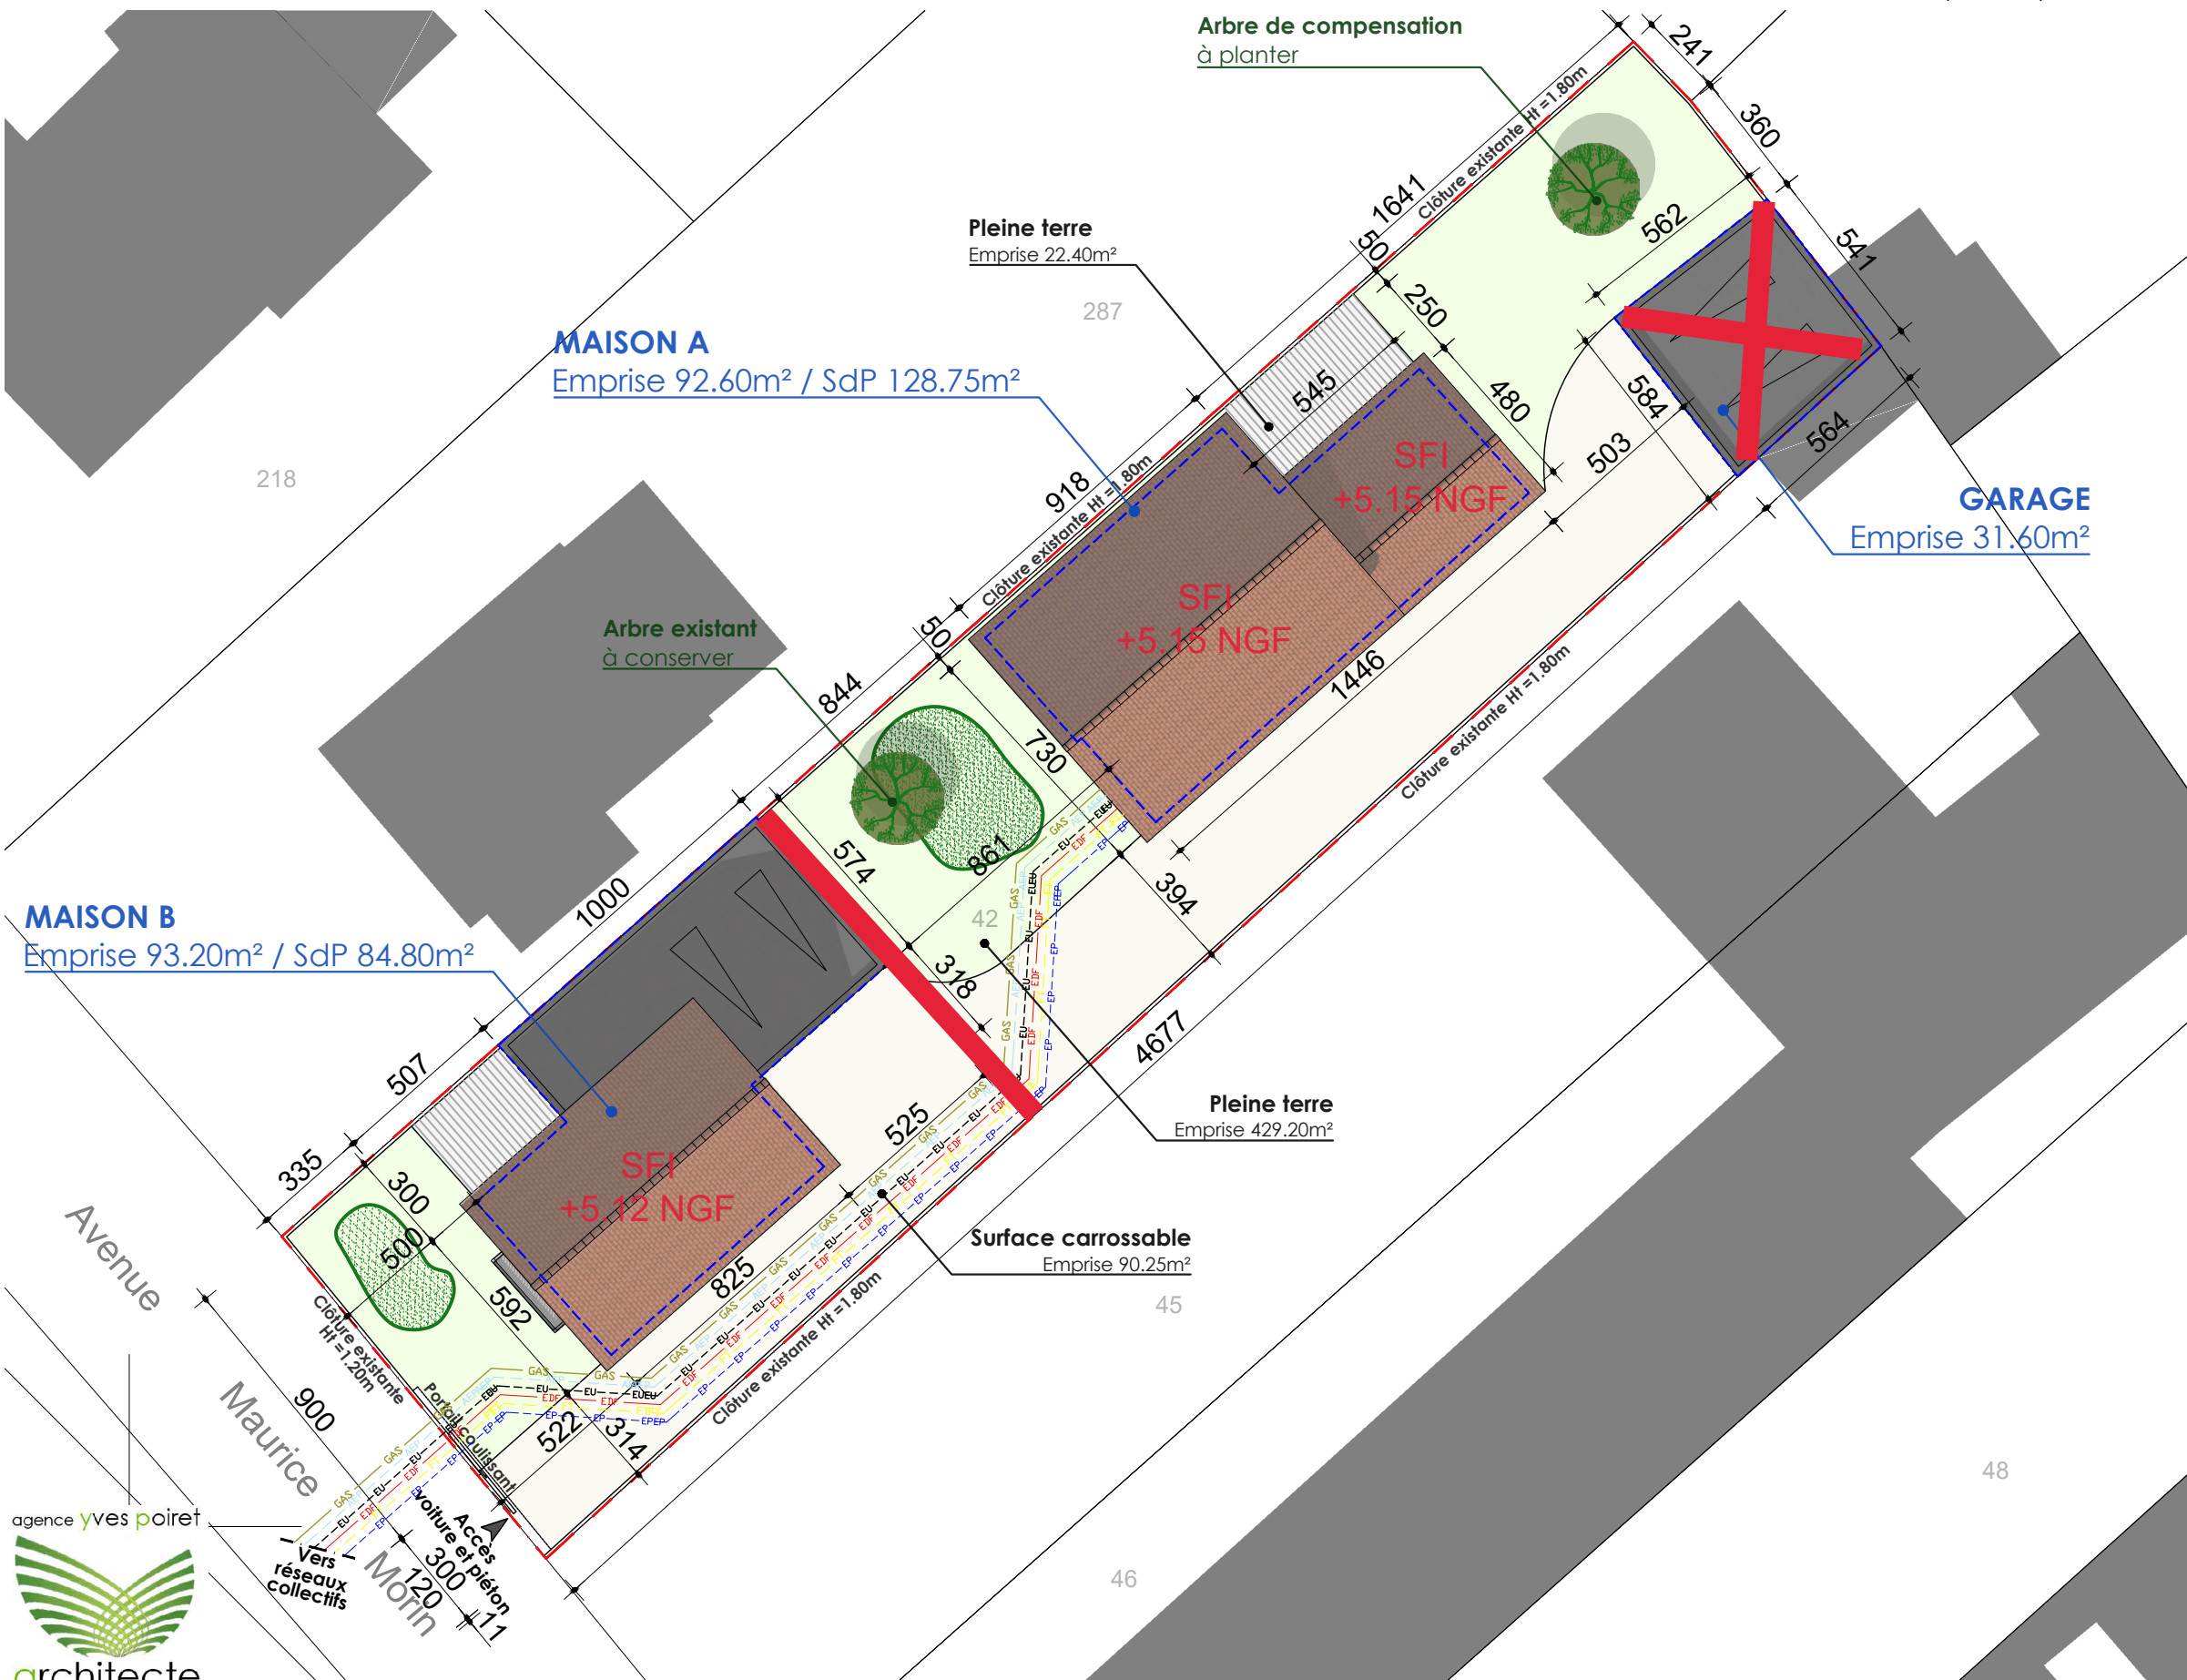 Arbre de compensation
à planter
241
360
Clôture existante Ht =1.80m
1641
562
541
Pleine terre
Emprise 22.40m²
50
250
287
MAISON A
Emprise 92.60m² / SdP 128.75m²
545
480
584
503
564
SFI
+5.15 NGF
218
918
Clôture existante Ht =1.80m
GARAGE
Emprise 31.60m²
SFI
+5.15 NGF
Arbre existant
à conserver
50
844
1446
Clôture existante Ht =1.80m
730
574
861
394
1000
42
318
MAISON B
Emprise 93.20m² / SdP 84.80m²
4677
507
525
Pleine terre
Emprise 429.20m²
335
300
SFI
+5.12 NGF
Surface carrossable
Emprise 90.25m²
500
592
825
45
Clôture existante Ht =1.80m
Clôture existante
Ht =1.20m
Portail coulissant
522
314
900
Avenue
Maurice
Morin
48
46
GAS
AEP
EU
EDF
FT
EP
Accès
voiture et piéton
300
120
11
Vers
réseaux
collectifs
agence yves poiret
architecte